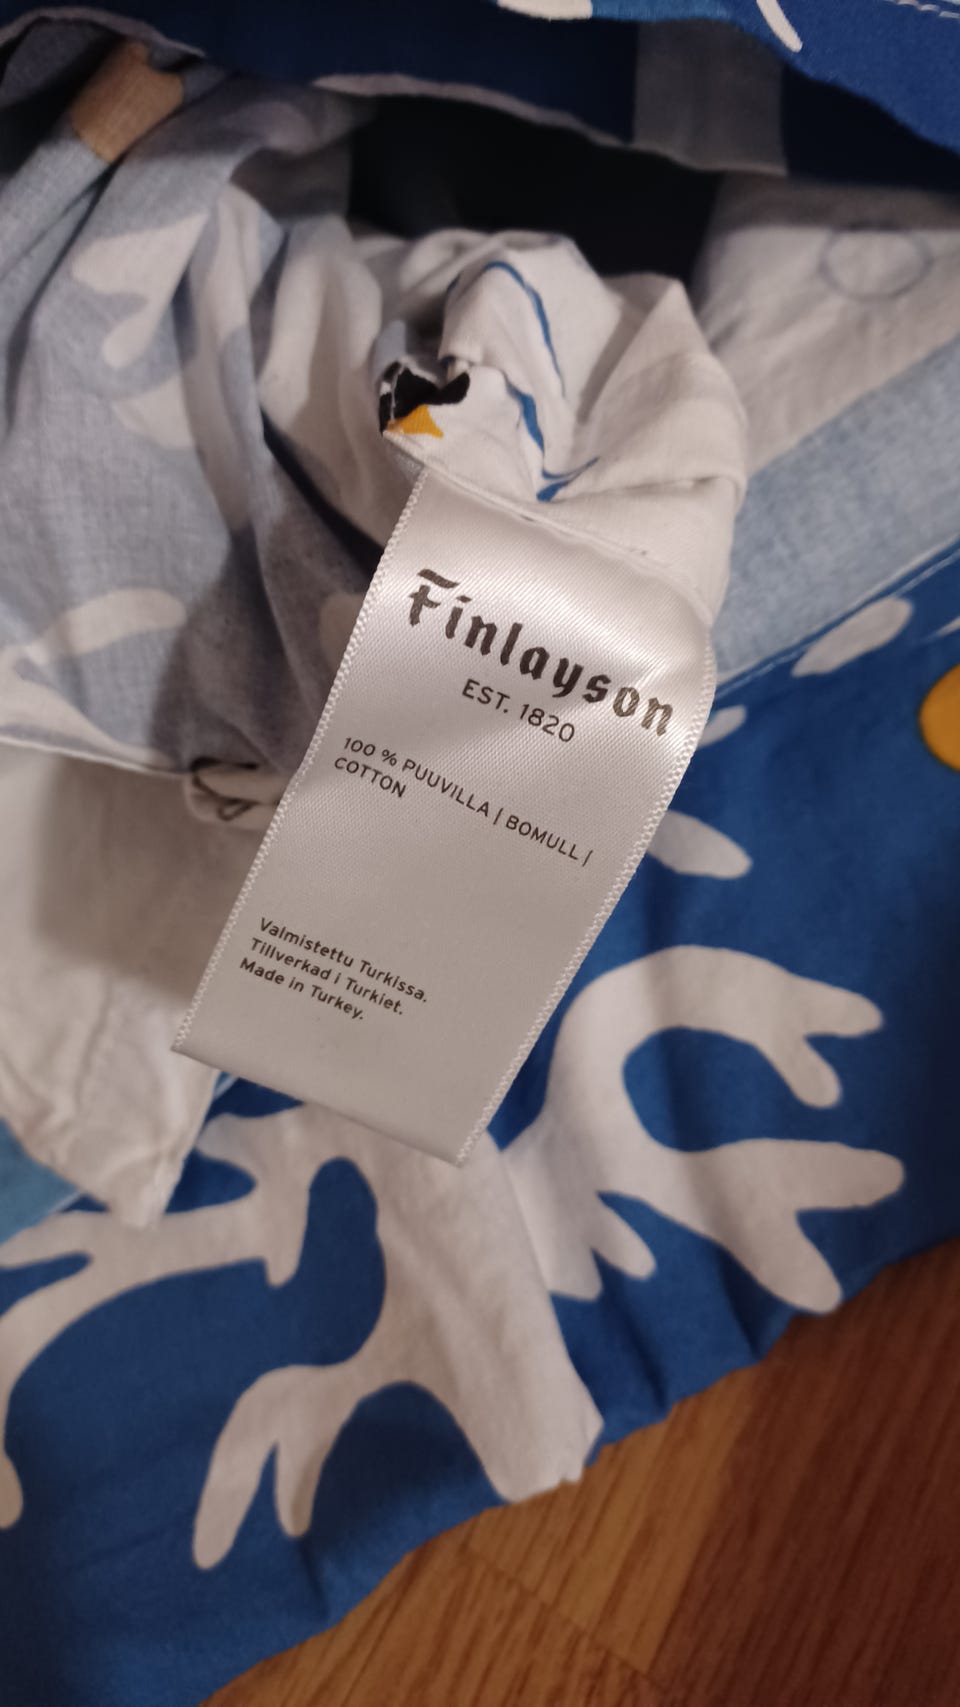 Finlayson
EST. 1820
100 % PUUVILLA | BOMULL |
COTTON
Valmistettu Turkissa.
Tillverkad i Turkiet.
Made in Turkey.